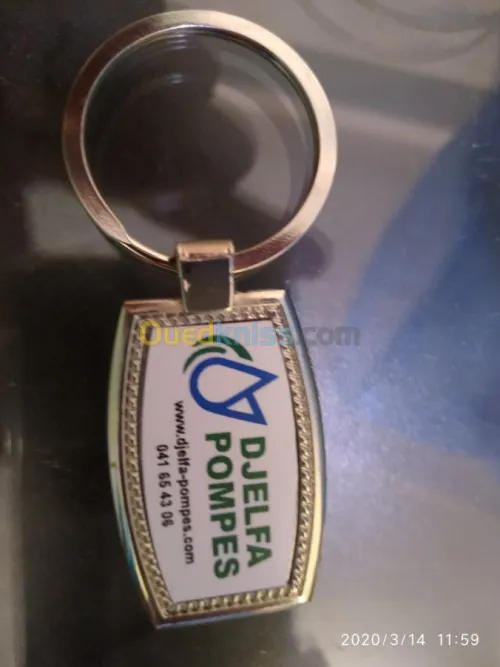 Ouedkniss.com
DJELFA
POMPES
www.djelfa-pompes.com
041 65 43 06
2020/3/14 11:59